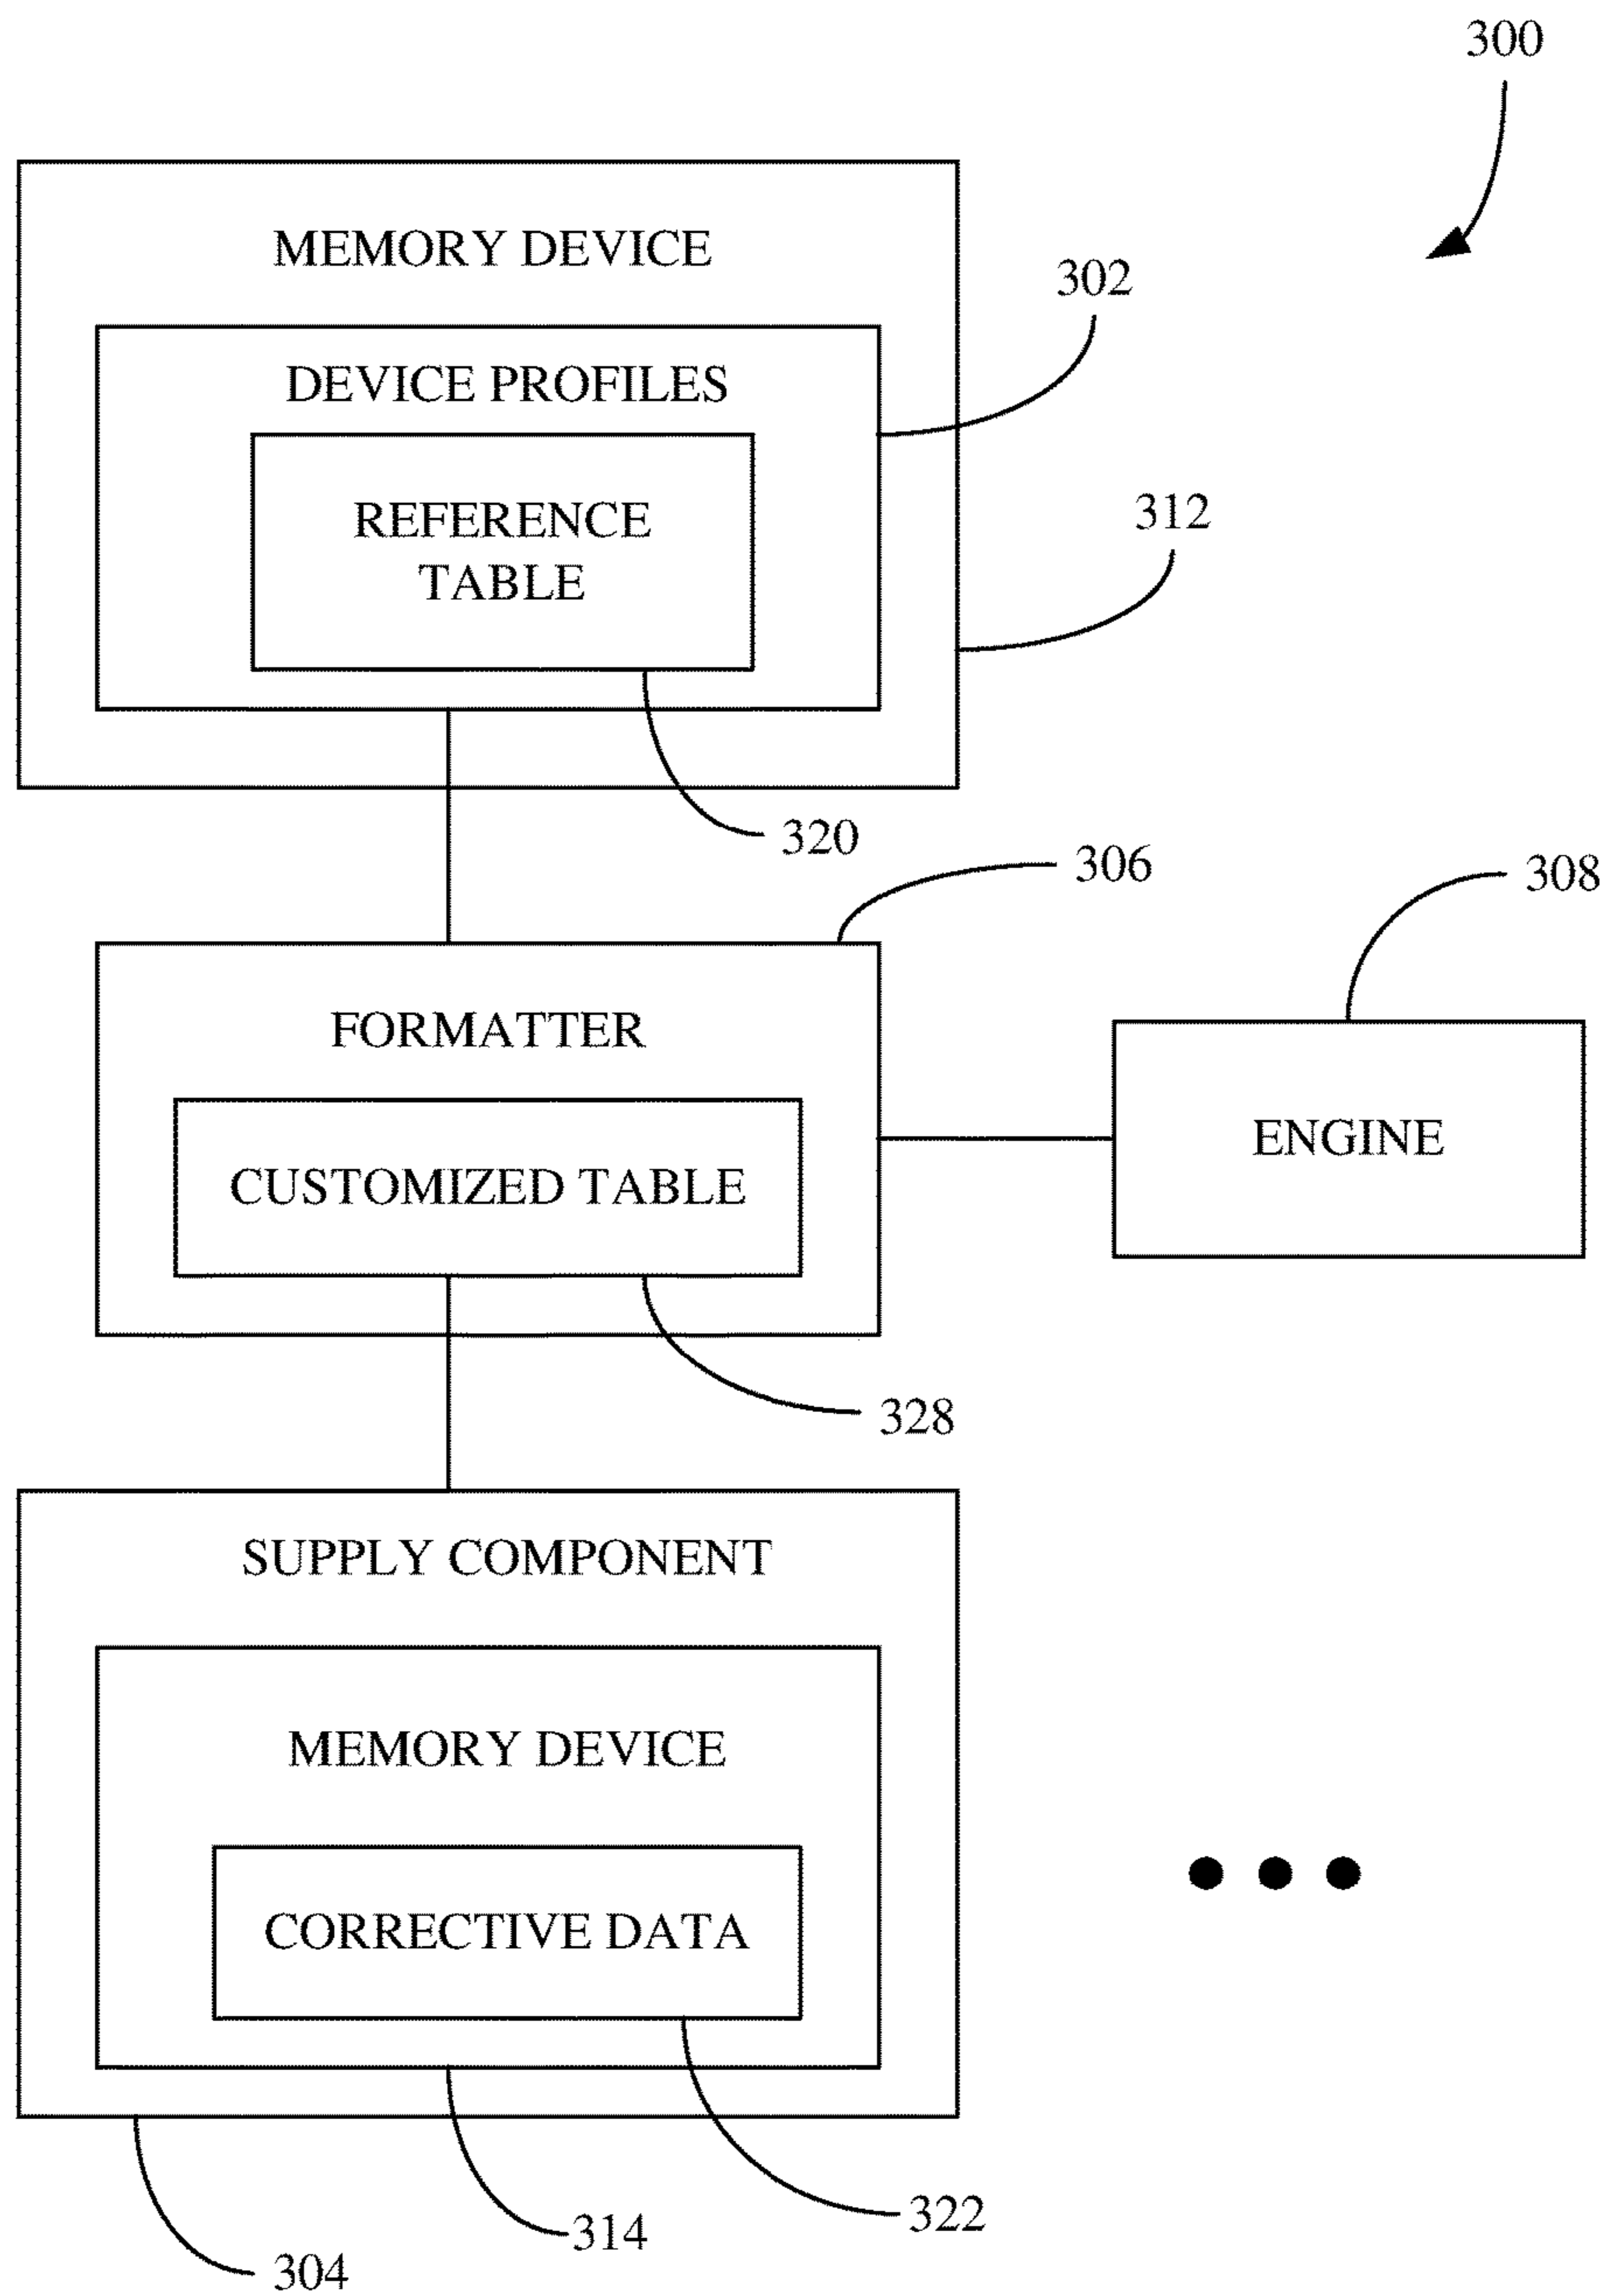 300
MEMORY DEVICE
302
DEVICE PROFILES
312
REFERENCE
TABLE
320
306
308
FORMATTER
ENGINE
CUSTOMIZED TABLE
328
SUPPLY COMPONENT
MEMORY DEVICE
CORRECTIVE DATA
322
314
304